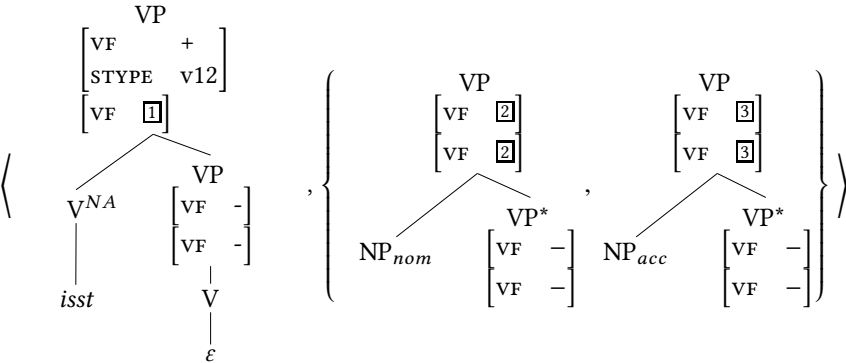 VP
[VF +
STYPE v12]
[VF 1]
V^NA
isst
VP
[VF -]
[VF -]
V
ε
⟨ , { , } ⟩
VP
[VF 2]
[VF 2]
NP_nom
VP*
[VF −]
[VF −]
VP
[VF 3]
[VF 3]
NP_acc
VP*
[VF −]
[VF −]